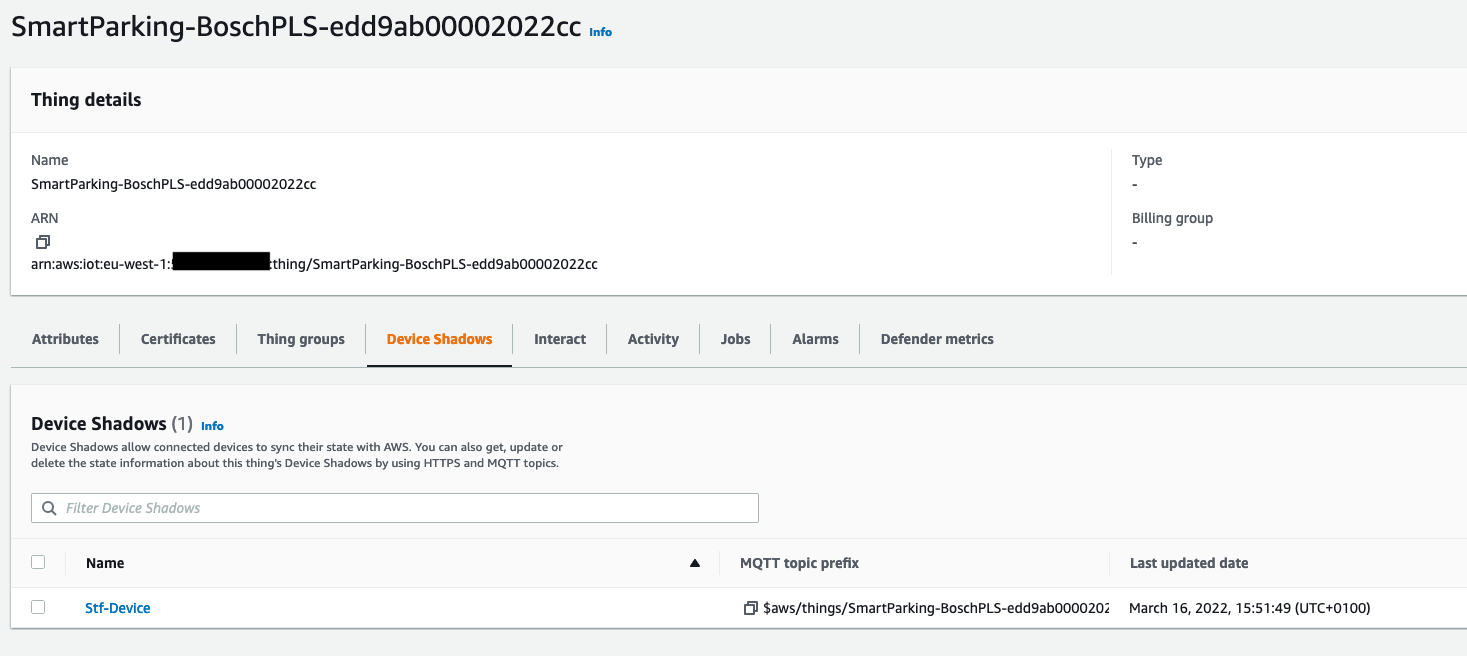 SmartParking-BoschPLS-edd9ab00002022cc Info
Thing details
Name
SmartParking-BoschPLS-edd9ab00002022cc
ARN
arn:aws:iot:eu-west-1: :thing/SmartParking-BoschPLS-edd9ab00002022cc
Type
-
Billing group
-
Attributes Certificates Thing groups Device Shadows Interact Activity Jobs Alarms Defender metrics
Device Shadows (1) Info
Device Shadows allow connected devices to sync their state with AWS. You can also get, update or
delete the state information about this thing's Device Shadows by using HTTPS and MQTT topics.
Filter Device Shadows
Name MQTT topic prefix Last updated date
Stf-Device $aws/things/SmartParking-BoschPLS-edd9ab0000202 March 16, 2022, 15:51:49 (UTC+0100)